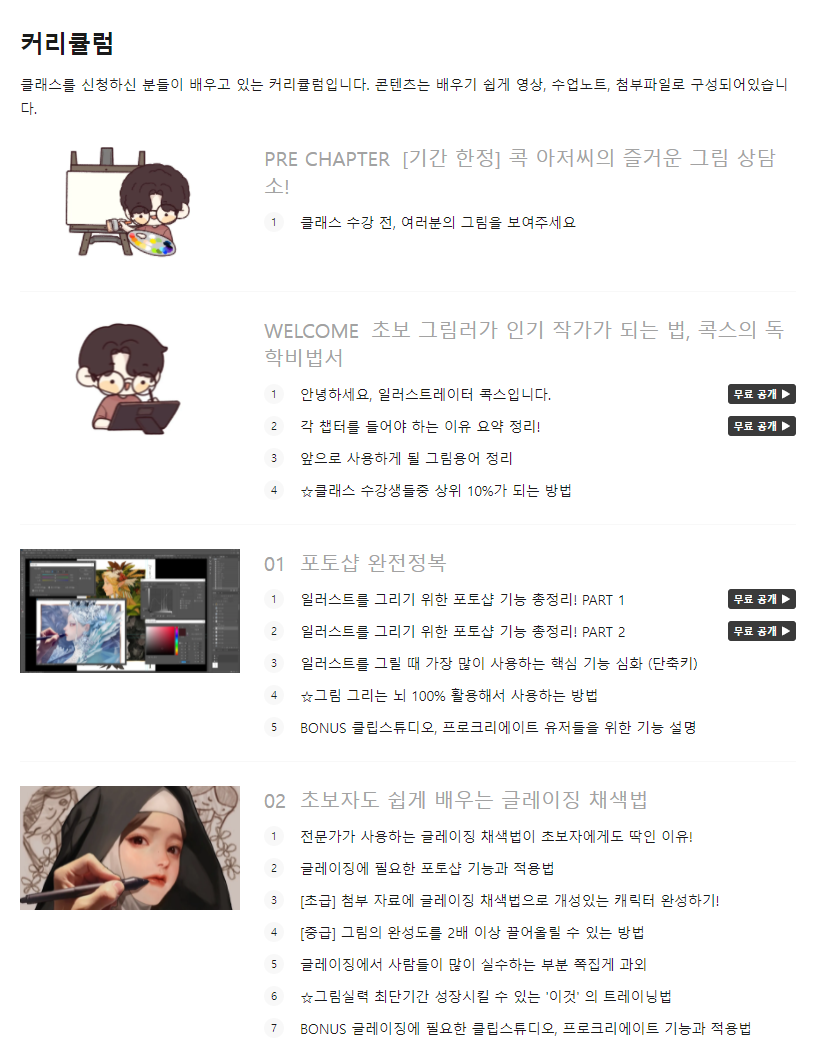 커리큘럼
클래스를 신청하신 분들이 배우고 있는 커리큘럼입니다. 콘텐츠는 배우기 쉽게 영상, 수업노트, 첨부파일로 구성되어있습니
다.
PRE CHAPTER [기간 한정] 콕 아저씨의 즐거운 그림 상담
소!
1 클래스 수강 전, 여러분의 그림을 보여주세요
WELCOME 초보 그림러가 인기 작가가 되는 법, 콕스의 독
학비법서
1 안녕하세요, 일러스트레이터 콕스입니다. 무료 공개 ▶
2 각 챕터를 들어야 하는 이유 요약 정리! 무료 공개 ▶
3 앞으로 사용하게 될 그림용어 정리
4 ☆클래스 수강생들중 상위 10%가 되는 방법
01 포토샵 완전정복
1 일러스트를 그리기 위한 포토샵 기능 총정리! PART 1 무료 공개 ▶
2 일러스트를 그리기 위한 포토샵 기능 총정리! PART 2 무료 공개 ▶
3 일러스트를 그릴 때 가장 많이 사용하는 핵심 기능 심화 (단축키)
4 ☆그림 그리는 뇌 100% 활용해서 사용하는 방법
5 BONUS 클립스튜디오, 프로크리에이트 유저들을 위한 기능 설명
02 초보자도 쉽게 배우는 글레이징 채색법
1 전문가가 사용하는 글레이징 채색법이 초보자에게도 딱인 이유!
2 글레이징에 필요한 포토샵 기능과 적용법
3 [초급] 첨부 자료에 글레이징 채색법으로 개성있는 캐릭터 완성하기!
4 [중급] 그림의 완성도를 2배 이상 끌어올릴 수 있는 방법
5 글레이징에서 사람들이 많이 실수하는 부분 쪽집게 과외
6 ☆그림실력 최단기간 성장시킬 수 있는 '이것' 의 트레이닝법
7 BONUS 글레이징에 필요한 클립스튜디오, 프로크리에이트 기능과 적용법